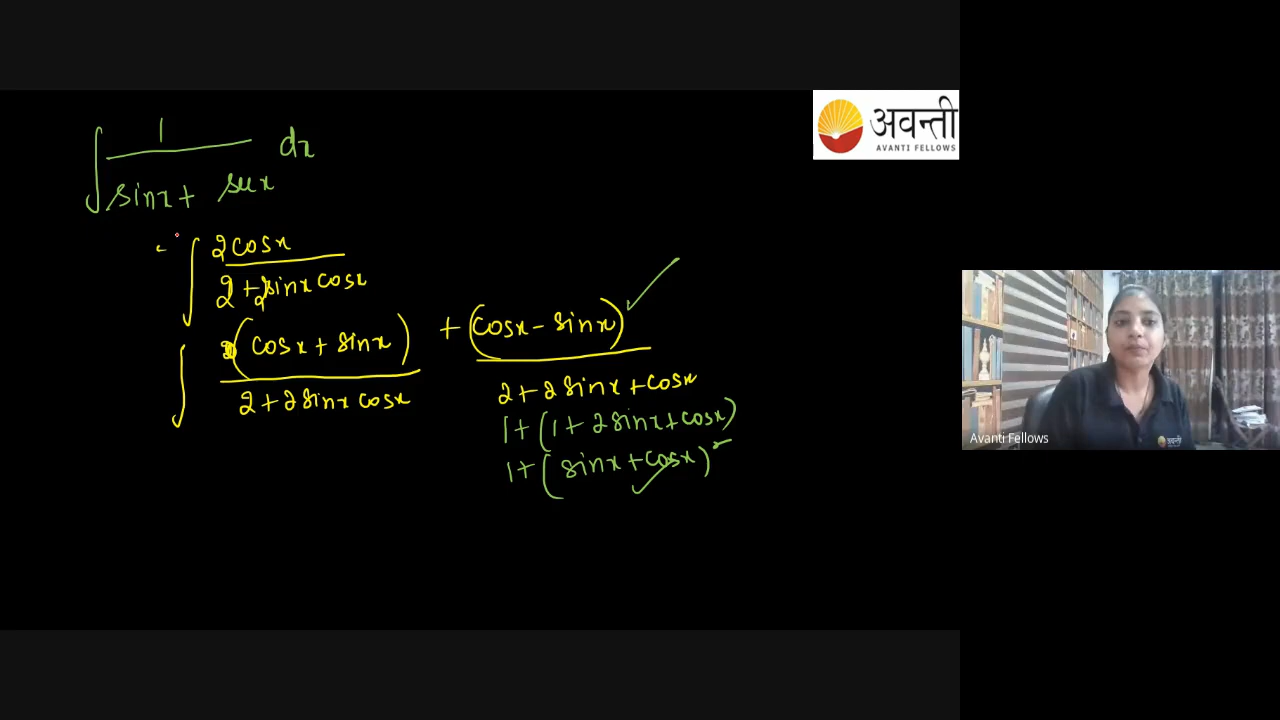 ∫ 1 / (sinx + secx) dx
∫ 2cosx / (2 + 2sinx cosx)
∫ (cosx + sinx) / (2 + 2sinx cosx) + (cosx - sinx) / (2 + 2sinx + cosx)
1 + (1 + 2sinx + cosx)
1 + (sinx + cosx)²
अवन्ती
AVANTI FELLOWS
Avanti Fellows